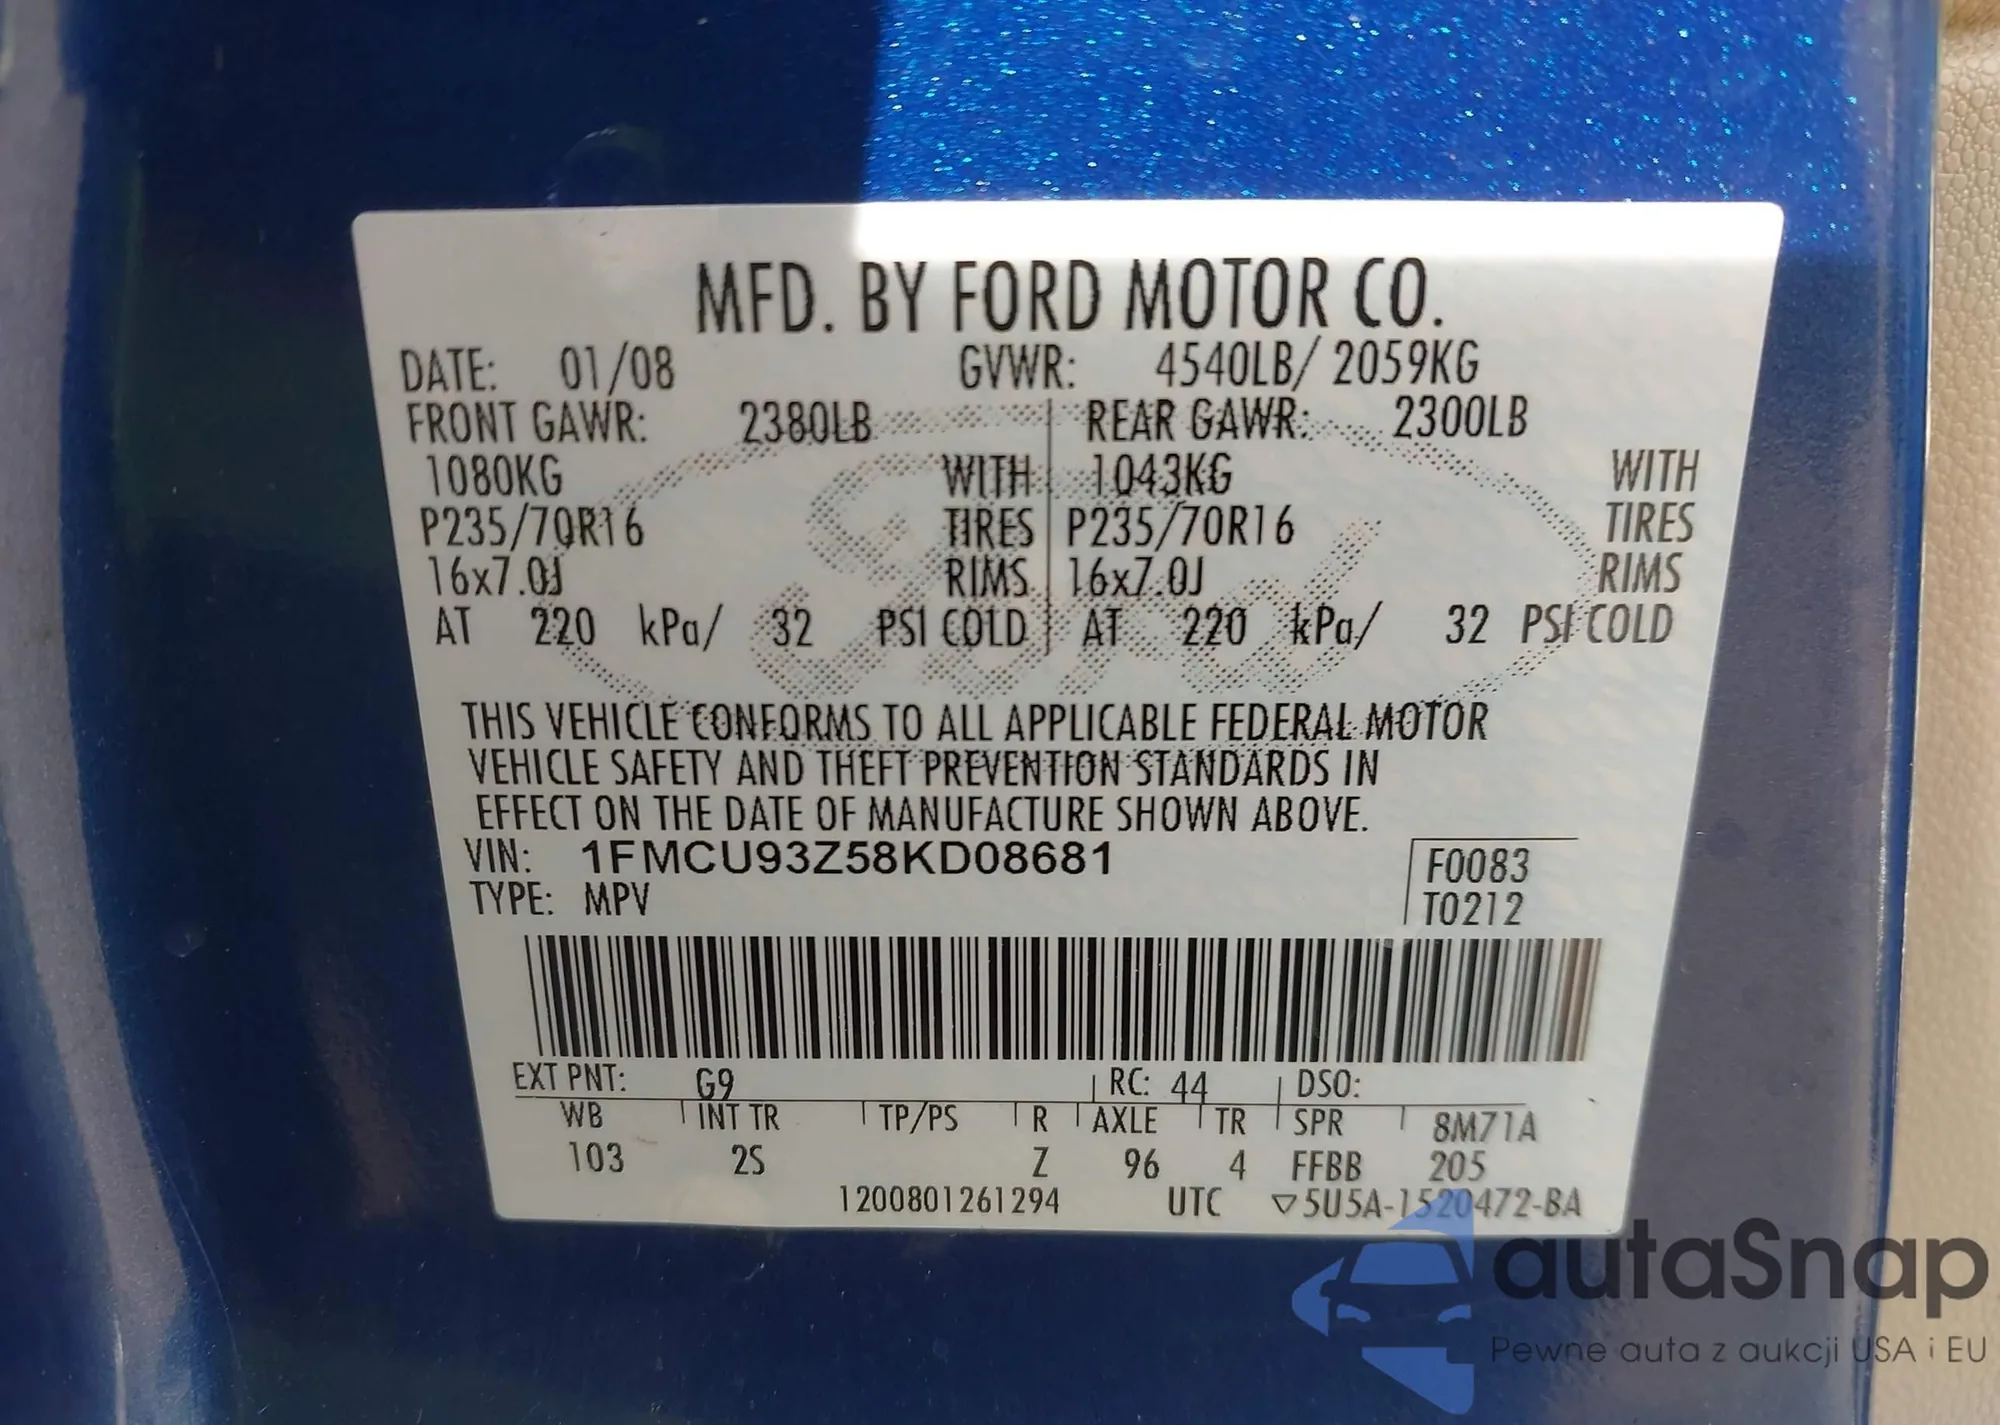 MFD. BY FORD MOTOR CO.
DATE: 01/08 GVWR: 4540LB/ 2059KG
FRONT GAWR: 2380LB REAR GAWR: 2300LB
1080KG WITH 1043KG WITH
P235/70R16 TIRES P235/70R16 TIRES
16x7.0J RIMS 16x7.0J RIMS
AT 220 kPa/ 32 PSI COLD AT 220 kPa/ 32 PSI COLD
Ford
THIS VEHICLE CONFORMS TO ALL APPLICABLE FEDERAL MOTOR
VEHICLE SAFETY AND THEFT PREVENTION STANDARDS IN
EFFECT ON THE DATE OF MANUFACTURE SHOWN ABOVE.
VIN: 1FMCU93Z58KD08681 F0083
TYPE: MPV T0212
EXT PNT: G9 RC: 44 DSO:
WB INT TR TP/PS R AXLE TR SPR 8M71A
103 2S Z 96 4 FFBB 205
1200801261294 UTC ▽5U5A-1520472-BA
autaSnap
Pewne auta z aukcji USA i EU